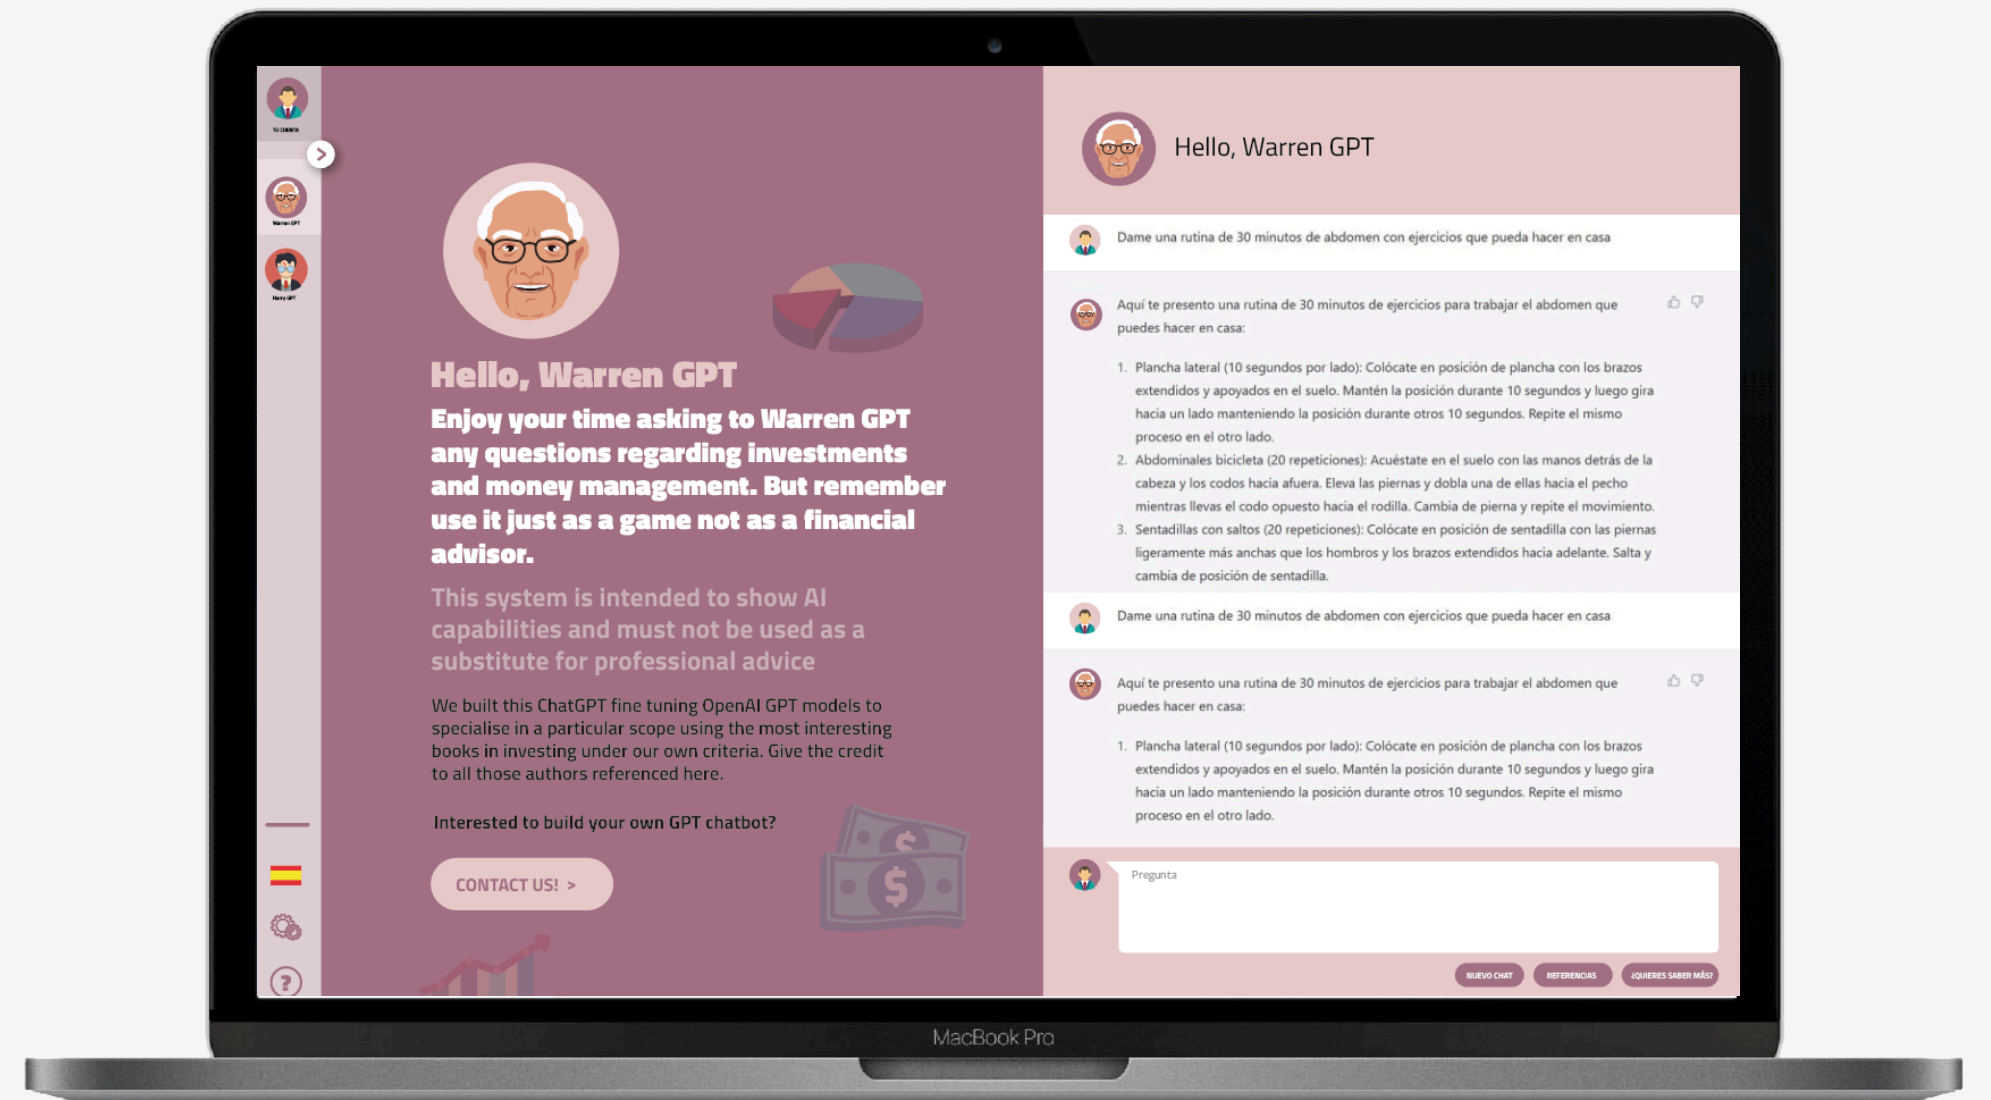 TU CUENTA
Warren GPT
Harry GPT
Hello, Warren GPT
Enjoy your time asking to Warren GPT
any questions regarding investments
and money management. But remember
use it just as a game not as a financial
advisor.
This system is intended to show AI
capabilities and must not be used as a
substitute for professional advice
We built this ChatGPT fine tuning OpenAI GPT models to
specialise in a particular scope using the most interesting
books in investing under our own criteria. Give the credit
to all those authors referenced here.
Interested to build your own GPT chatbot?
CONTACT US! >
Hello, Warren GPT
Dame una rutina de 30 minutos de abdomen con ejercicios que pueda hacer en casa
Aquí te presento una rutina de 30 minutos de ejercicios para trabajar el abdomen que
puedes hacer en casa:
1. Plancha lateral (10 segundos por lado): Colócate en posición de plancha con los brazos
extendidos y apoyados en el suelo. Mantén la posición durante 10 segundos y luego gira
hacia un lado manteniendo la posición durante otros 10 segundos. Repite el mismo
proceso en el otro lado.
2. Abdominales bicicleta (20 repeticiones): Acuéstate en el suelo con las manos detrás de la
cabeza y los codos hacia afuera. Eleva las piernas y dobla una de ellas hacia el pecho
mientras llevas el codo opuesto hacia el rodilla. Cambia de pierna y repite el movimiento.
3. Sentadillas con saltos (20 repeticiones): Colócate en posición de sentadilla con las piernas
ligeramente más anchas que los hombros y los brazos extendidos hacia adelante. Salta y
cambia de posición de sentadilla.
Dame una rutina de 30 minutos de abdomen con ejercicios que pueda hacer en casa
Aquí te presento una rutina de 30 minutos de ejercicios para trabajar el abdomen que
puedes hacer en casa:
1. Plancha lateral (10 segundos por lado): Colócate en posición de plancha con los brazos
extendidos y apoyados en el suelo. Mantén la posición durante 10 segundos y luego gira
hacia un lado manteniendo la posición durante otros 10 segundos. Repite el mismo
proceso en el otro lado.
Pregunta
NUEVO CHAT
REFERENCIAS
¿QUIERES SABER MÁS?
MacBook Pro